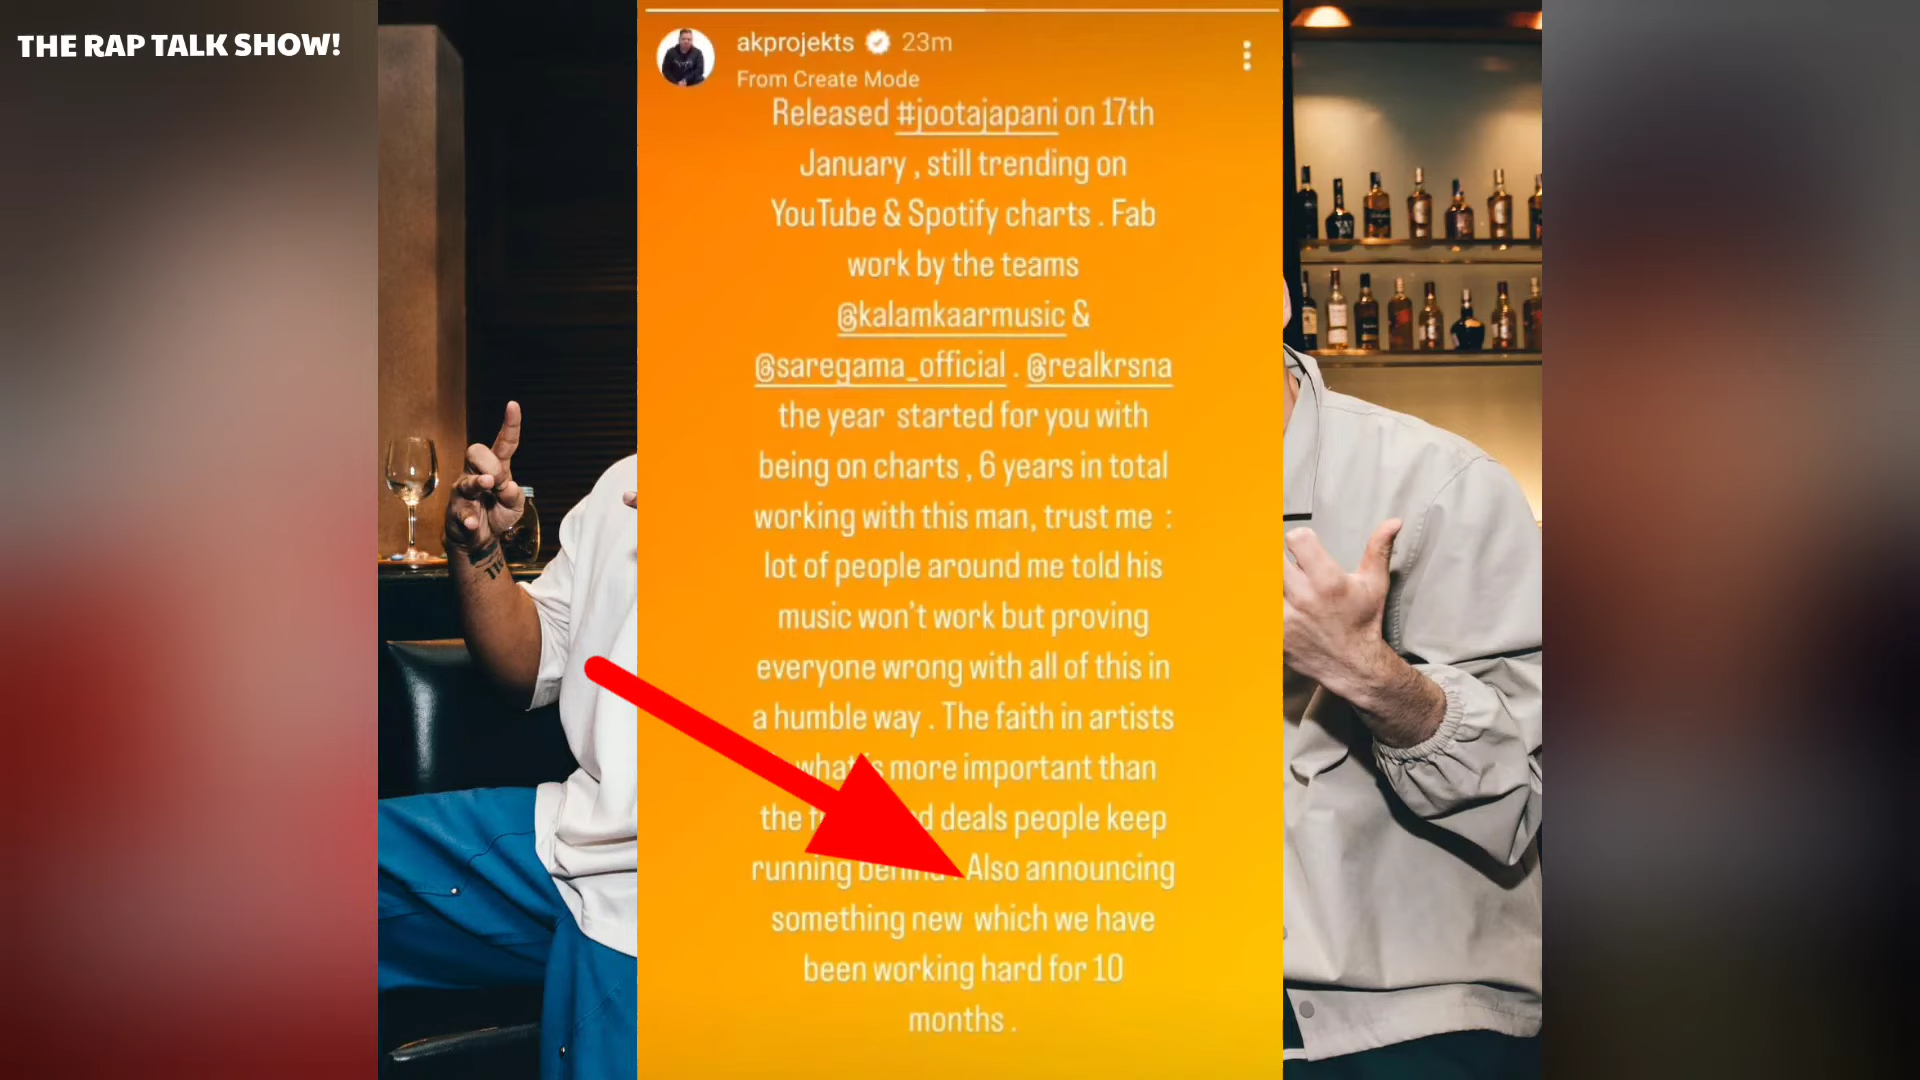 THE RAP TALK SHOW!
akprojekts 23m
From Create Mode
Released #jootajapani on 17th
January , still trending on
YouTube & Spotify charts . Fab
work by the teams
@kalamkaarmusic &
@saregama_official . @realkrsna
the year started for you with
being on charts , 6 years in total
working with this man, trust me :
lot of people around me told his
music won't work but proving
everyone wrong with all of this in
a humble way . The faith in artists
what is more important than
the deals people keep
running behind . Also announcing
something new which we have
been working hard for 10
months .